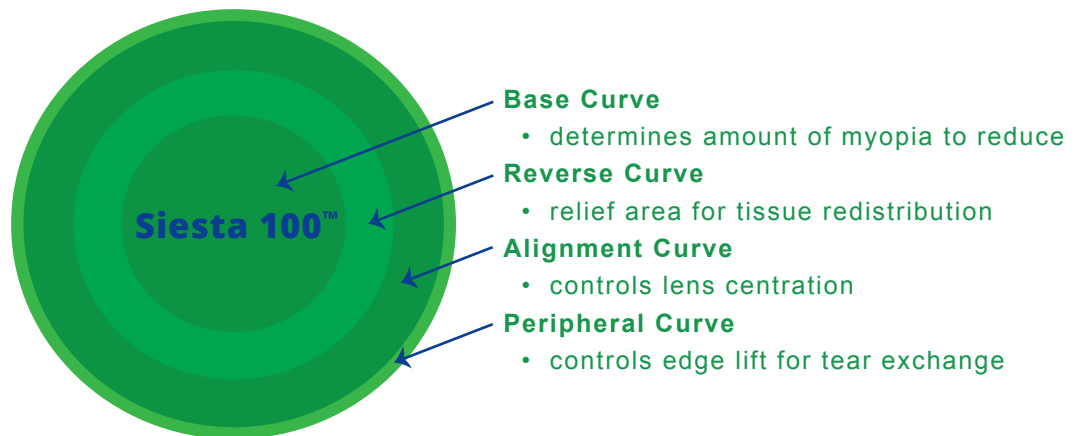 Siesta 100™
Base Curve
• determines amount of myopia to reduce
Reverse Curve
• relief area for tissue redistribution
Alignment Curve
• controls lens centration
Peripheral Curve
• controls edge lift for tear exchange